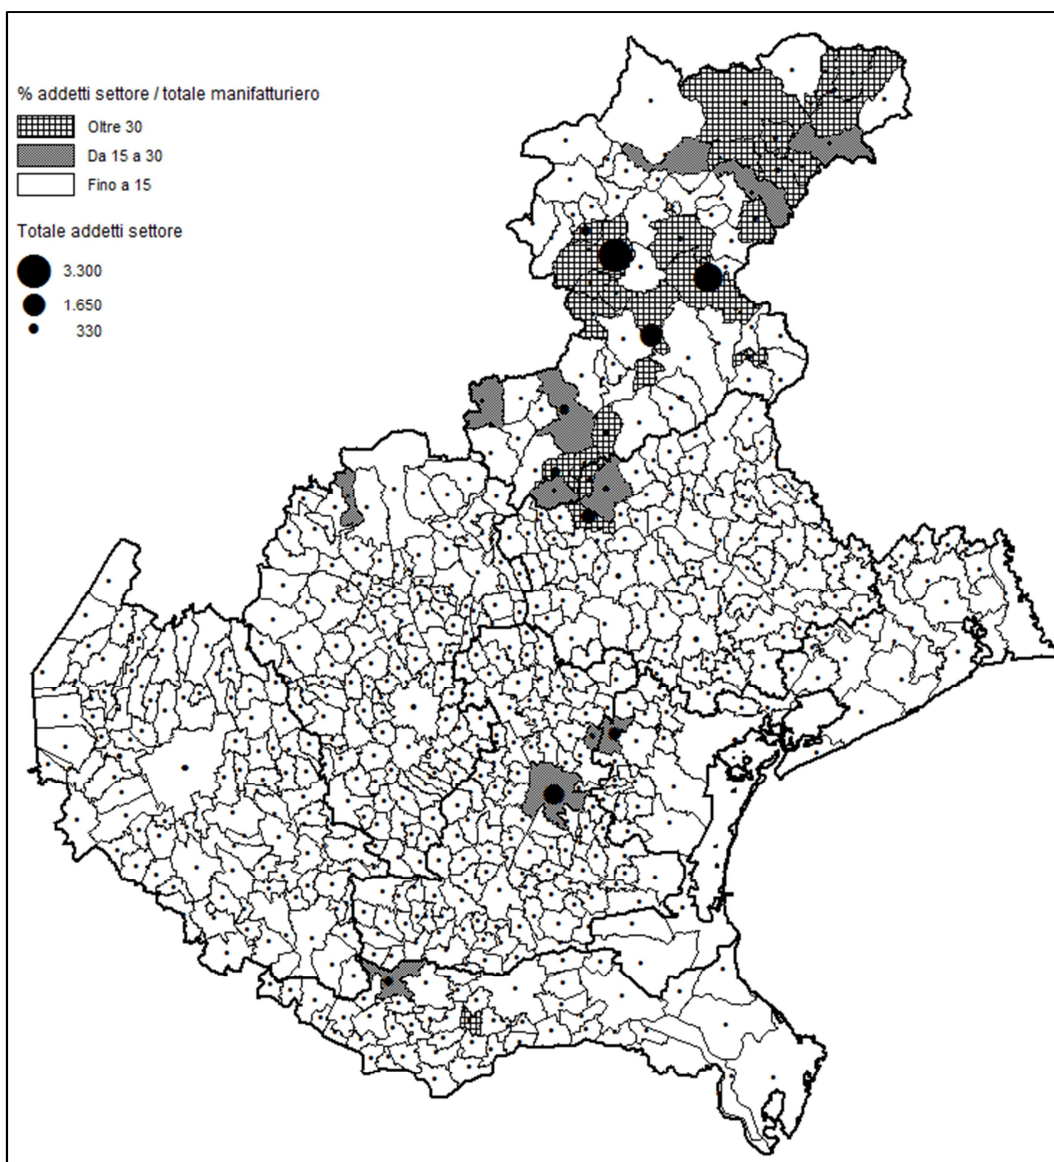 % addetti settore / totale manifatturiero
Oltre 30
Da 15 a 30
Fino a 15
Totale addetti settore
3.300
1.650
330